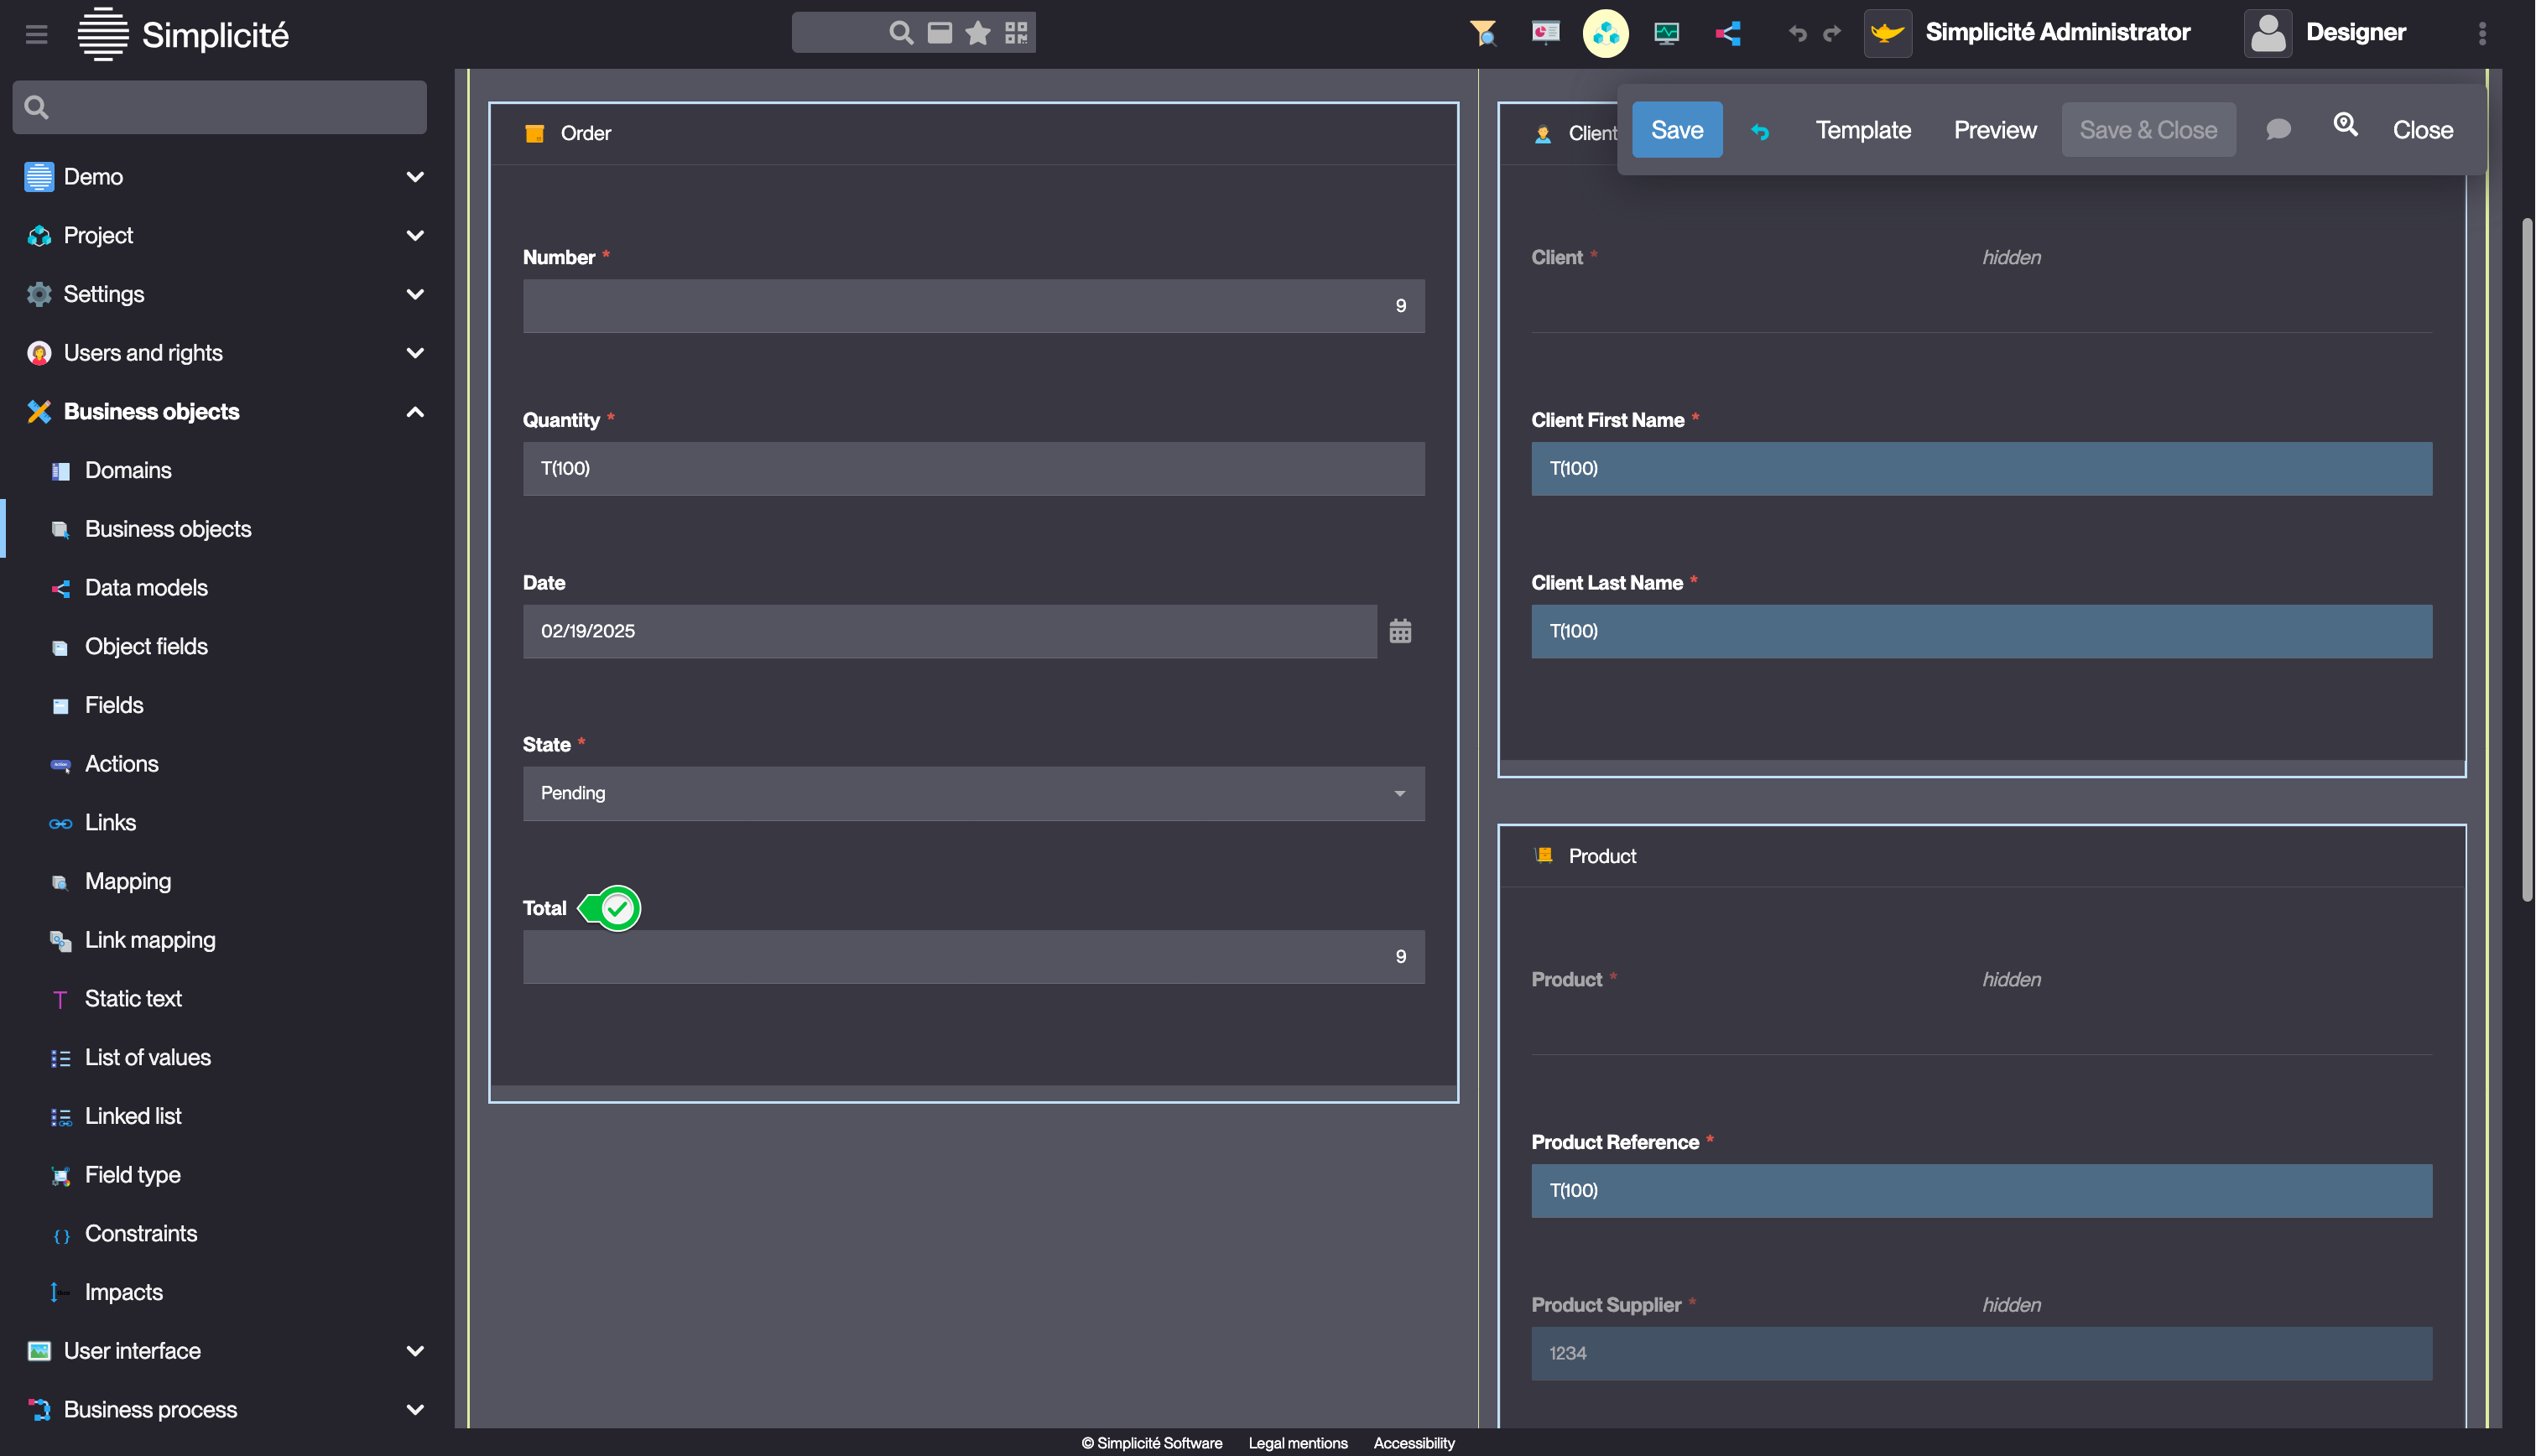 Simplicité
Simplicité Administrator
Designer
Demo
Project
Settings
Users and rights
Business objects
Domains
Business objects
Data models
Object fields
Fields
Actions
Links
Mapping
Link mapping
Static text
List of values
Linked list
Field type
Constraints
Impacts
User interface
Business process
Order
Number *
9
Quantity *
T(100)
Date
02/19/2025
State *
Pending
Total
9
Save
Template
Preview
Save & Close
Close
Client
Client *
hidden
Client First Name *
T(100)
Client Last Name *
T(100)
Product
Product *
hidden
Product Reference *
T(100)
Product Supplier *
hidden
1234
© Simplicité Software
Legal mentions
Accessibility